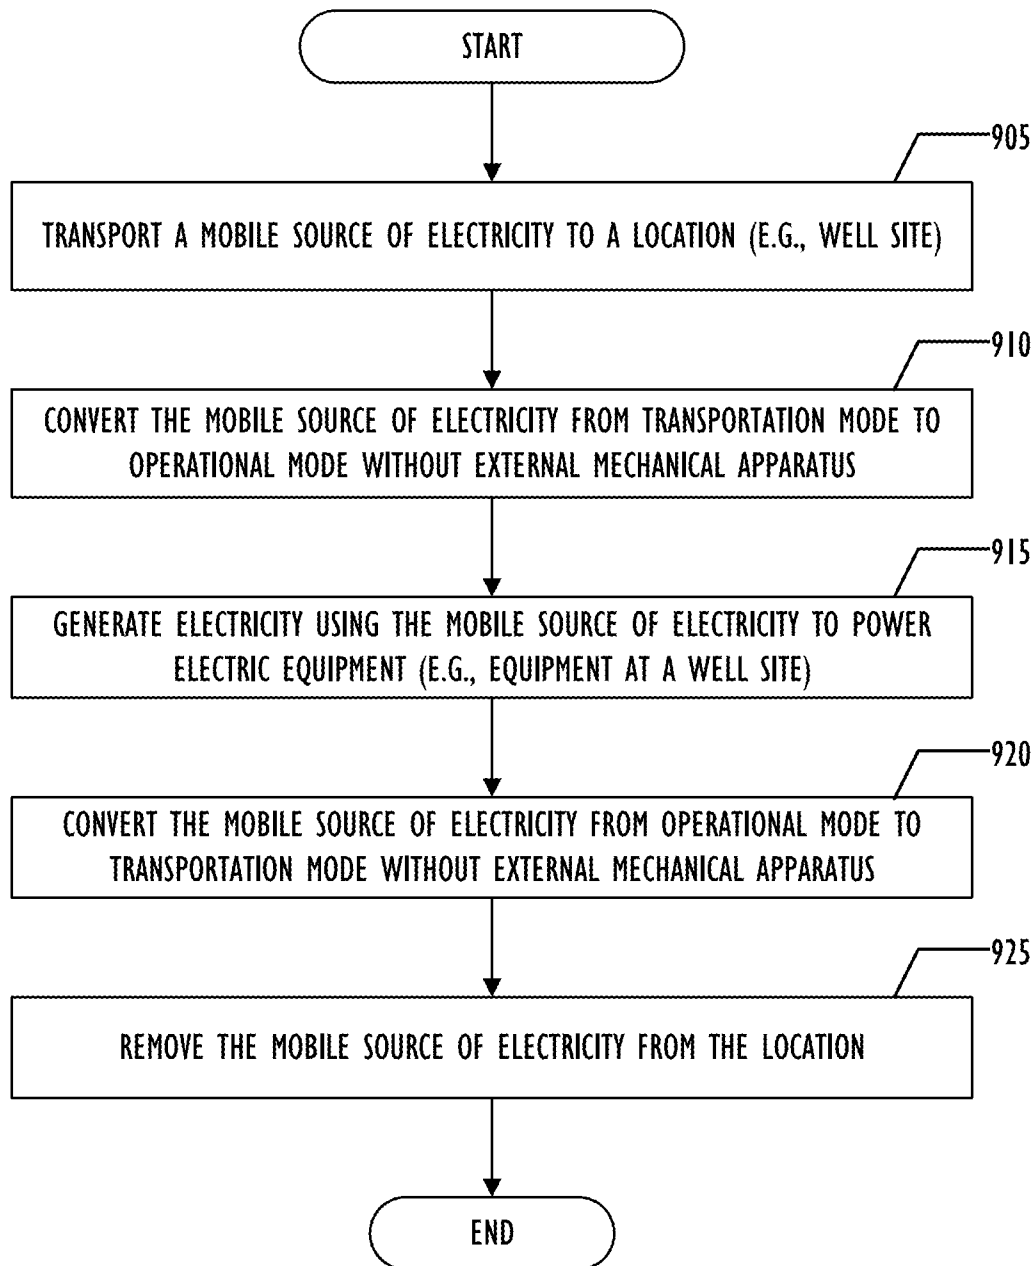 START
905
TRANSPORT A MOBILE SOURCE OF ELECTRICITY TO A LOCATION (E.G., WELL SITE)
910
CONVERT THE MOBILE SOURCE OF ELECTRICITY FROM TRANSPORTATION MODE TO
OPERATIONAL MODE WITHOUT EXTERNAL MECHANICAL APPARATUS
915
GENERATE ELECTRICITY USING THE MOBILE SOURCE OF ELECTRICITY TO POWER
ELECTRIC EQUIPMENT (E.G., EQUIPMENT AT A WELL SITE)
920
CONVERT THE MOBILE SOURCE OF ELECTRICITY FROM OPERATIONAL MODE TO
TRANSPORTATION MODE WITHOUT EXTERNAL MECHANICAL APPARATUS
925
REMOVE THE MOBILE SOURCE OF ELECTRICITY FROM THE LOCATION
END